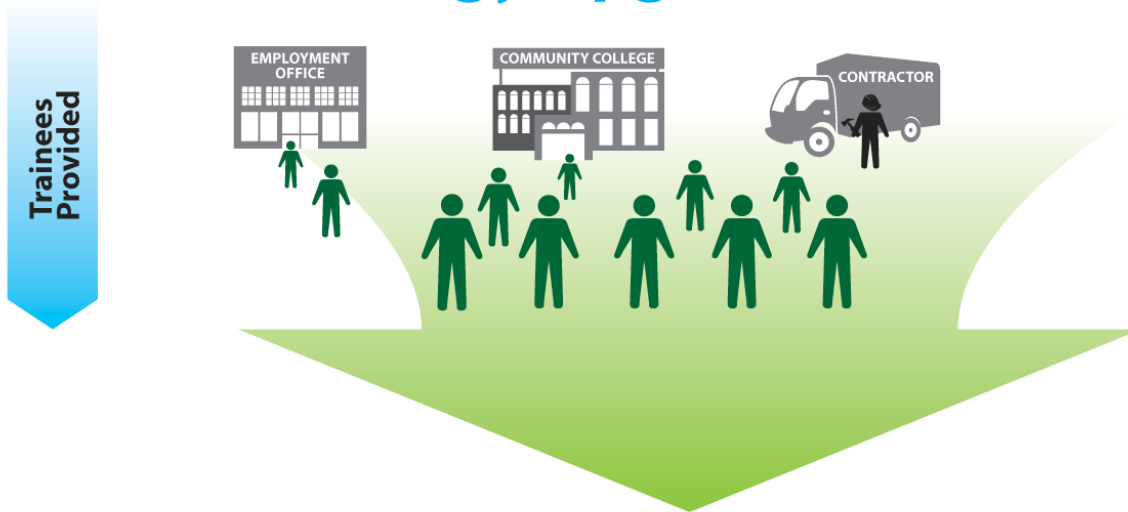 EMPLOYMENT
OFFICE
COMMUNITY COLLEGE
CONTRACTOR
Trainees
Provided